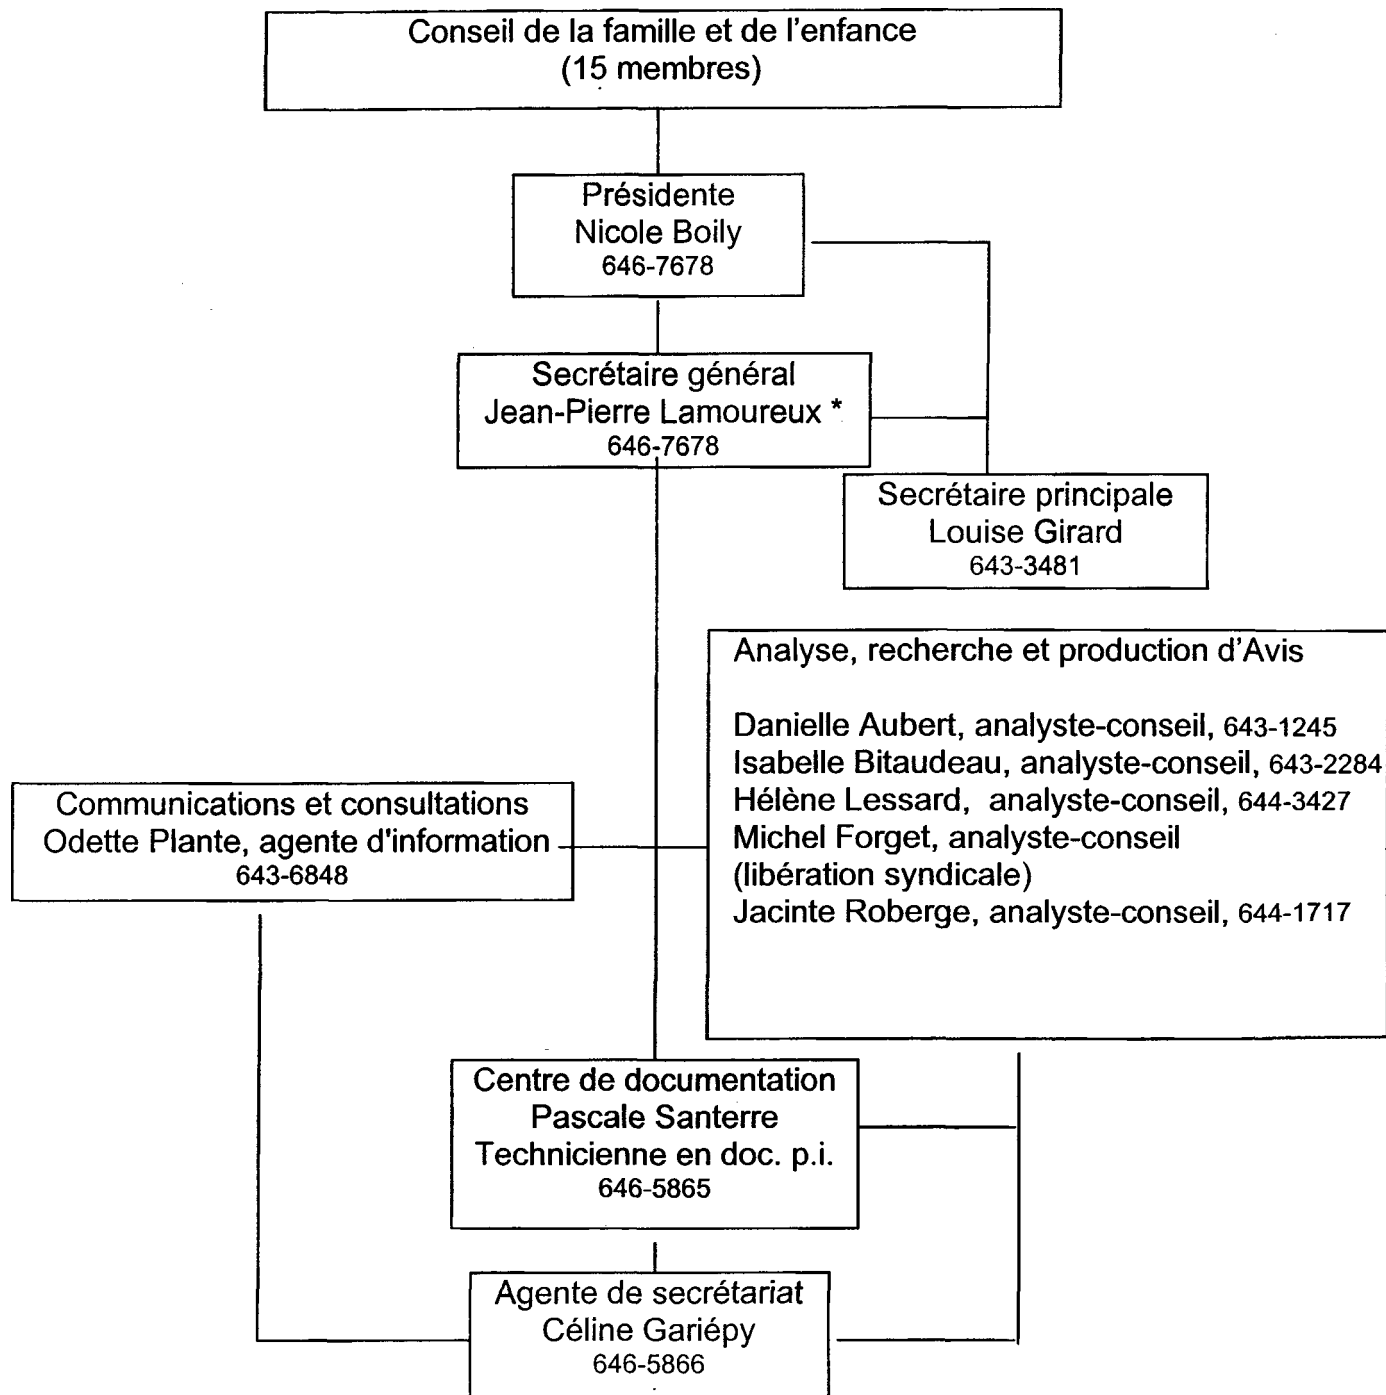 Conseil de la famille et de l'enfance
(15 membres)
Présidente
Nicole Boily
646-7678
Secrétaire général
Jean-Pierre Lamoureux *
646-7678
Secrétaire principale
Louise Girard
643-3481
Analyse, recherche et production d'Avis
Danielle Aubert, analyste-conseil, 643-1245
Isabelle Bitaudeau, analyste-conseil, 643-2284
Hélène Lessard, analyste-conseil, 644-3427
Michel Forget, analyste-conseil
(libération syndicale)
Jacinte Roberge, analyste-conseil, 644-1717
Communications et consultations
Odette Plante, agente d'information
643-6848
Centre de documentation
Pascale Santerre
Technicienne en doc. p.i.
646-5865
Agente de secrétariat
Céline Gariépy
646-5866